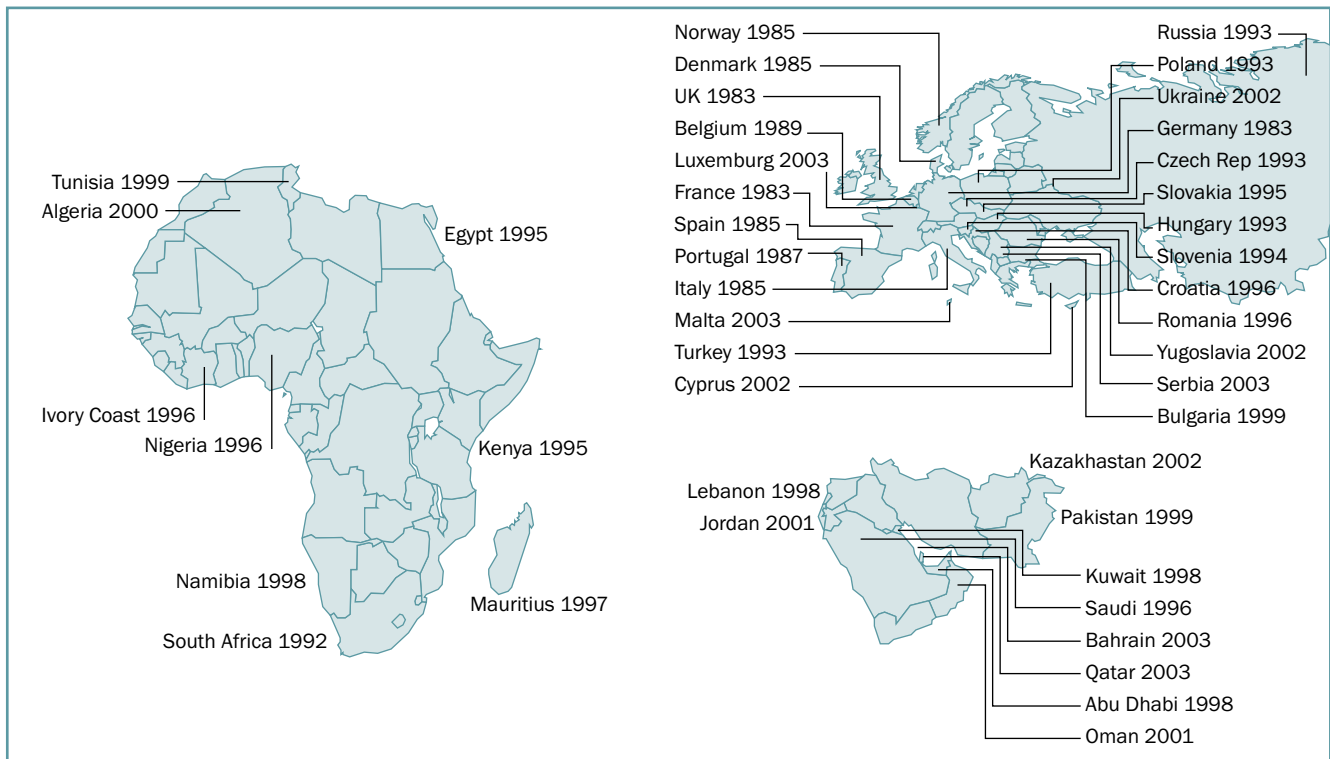 Tunisia 1999
Algeria 2000
Egypt 1995
Ivory Coast 1996
Nigeria 1996
Kenya 1995
Namibia 1998
Mauritius 1997
South Africa 1992
Norway 1985
Denmark 1985
UK 1983
Belgium 1989
Luxemburg 2003
France 1983
Spain 1985
Portugal 1987
Italy 1985
Malta 2003
Turkey 1993
Cyprus 2002
Russia 1993
Poland 1993
Ukraine 2002
Germany 1983
Czech Rep 1993
Slovakia 1995
Hungary 1993
Slovenia 1994
Croatia 1996
Romania 1996
Yugoslavia 2002
Serbia 2003
Bulgaria 1999
Kazakhastan 2002
Lebanon 1998
Jordan 2001
Pakistan 1999
Kuwait 1998
Saudi 1996
Bahrain 2003
Qatar 2003
Abu Dhabi 1998
Oman 2001